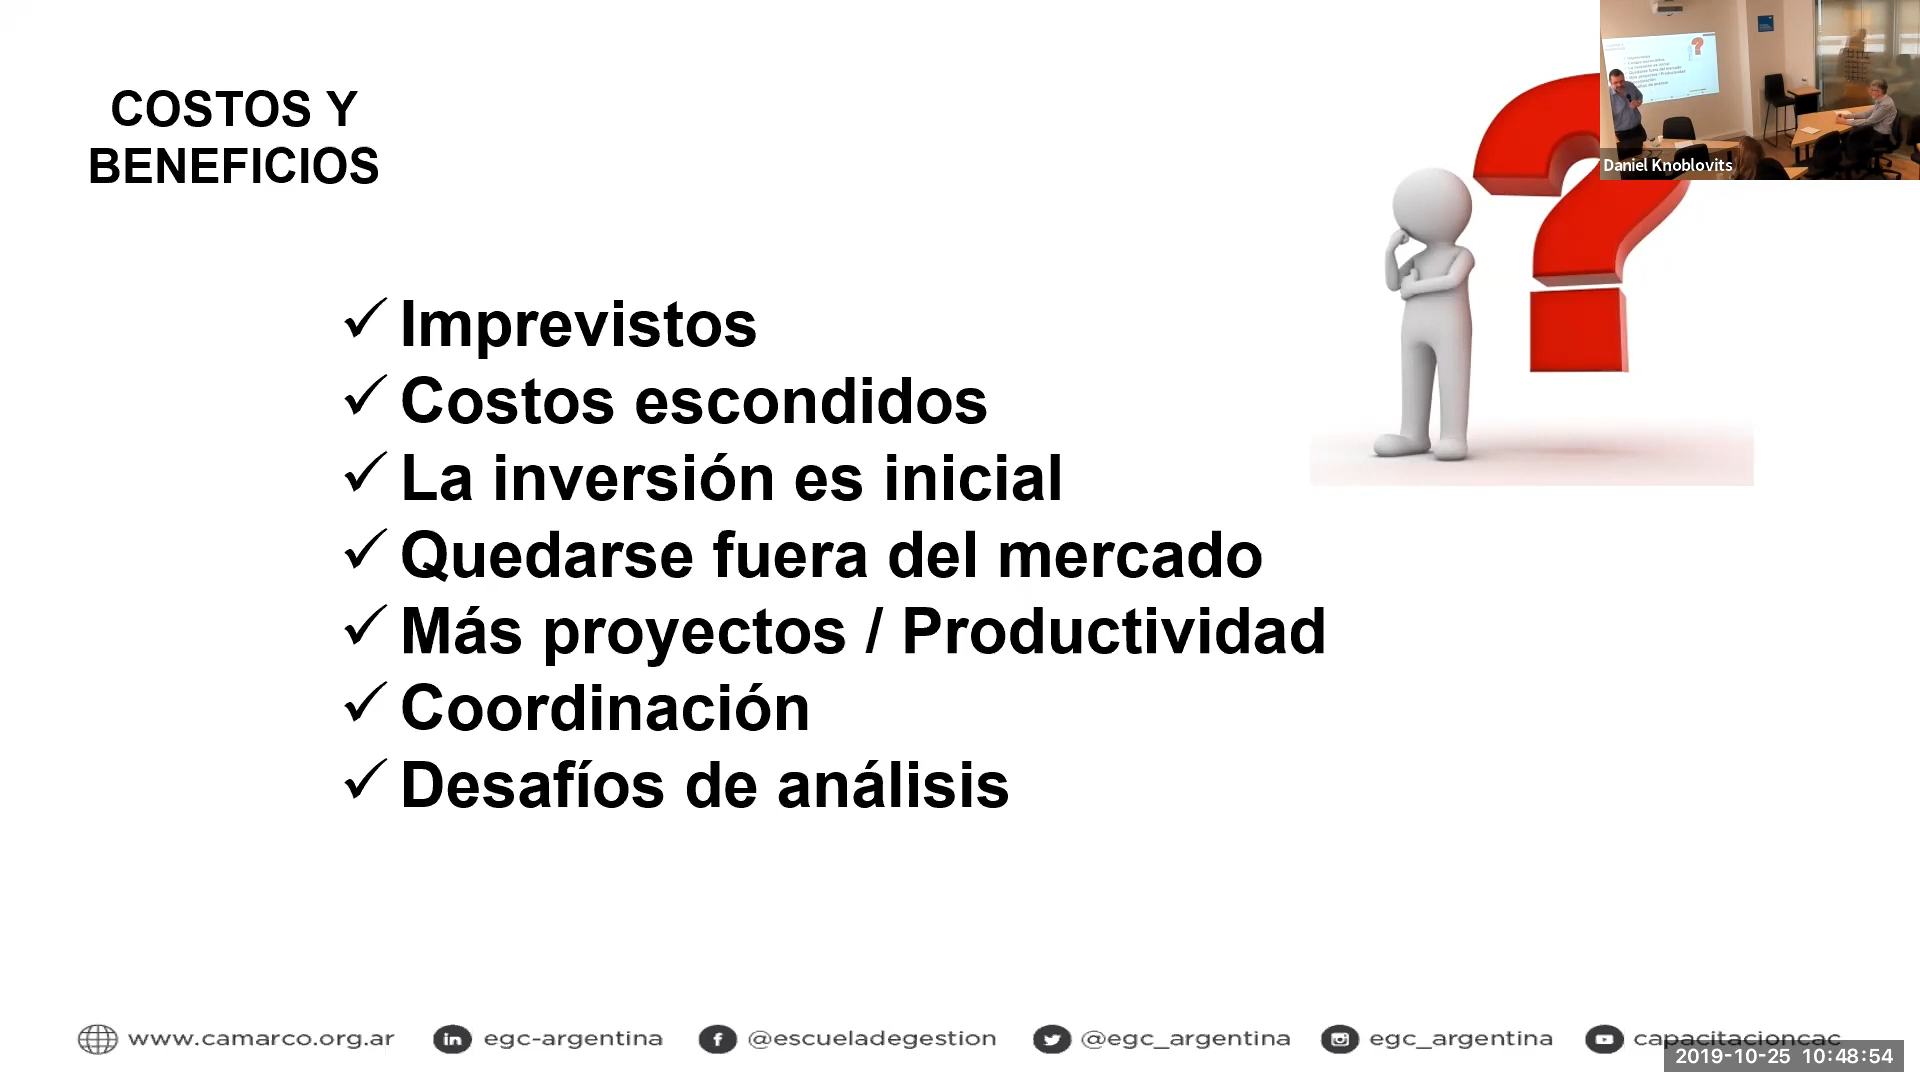 COSTOS Y
BENEFICIOS
Daniel Knoblovits
✓ Imprevistos
✓ Costos escondidos
✓ La inversión es inicial
✓ Quedarse fuera del mercado
✓ Más proyectos / Productividad
✓ Coordinación
✓ Desafíos de análisis
www.camarco.org.ar egc-argentina @escueladegestion @egc_argentina egc_argentina capacitacioncac
2019-10-25 10:48:54